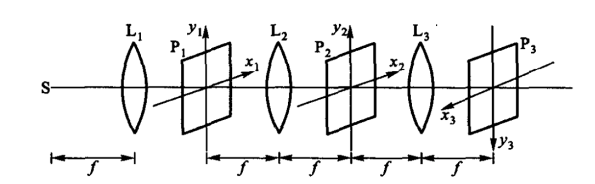 L₁ y₁ L₂ y₂ L₃
P₁ P₂ P₃
x₁ x₂
S
x₃
y₃
f f f f f